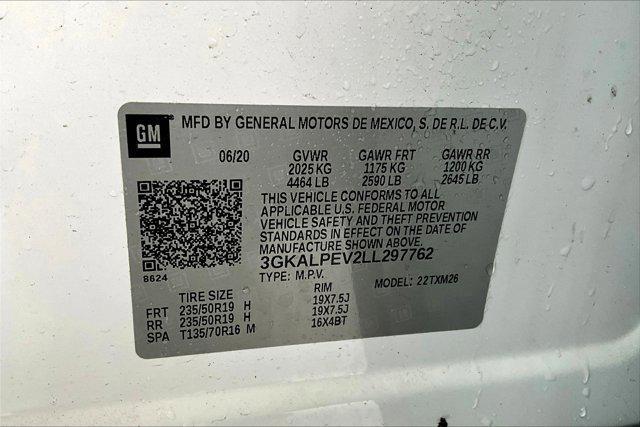 GM MFD BY GENERAL MOTORS DE MEXICO, S. DE R.L. DE C.V.
06/20 GVWR GAWR FRT GAWR RR
2025 KG 1175 KG 1200 KG
4464 LB 2590 LB 2645 LB
THIS VEHICLE CONFORMS TO ALL
APPLICABLE U.S. FEDERAL MOTOR
VEHICLE SAFETY AND THEFT PREVENTION
STANDARDS IN EFFECT ON THE DATE OF
MANUFACTURE SHOWN ABOVE.
3GKALPEV2LL297762
8624 TYPE: M.P.V. MODEL: 22TXM26
TIRE SIZE RIM
FRT 235/50R19 H 19X7.5J
RR 235/50R19 H 19X7.5J
SPA T135/70R16 M 16X4BT